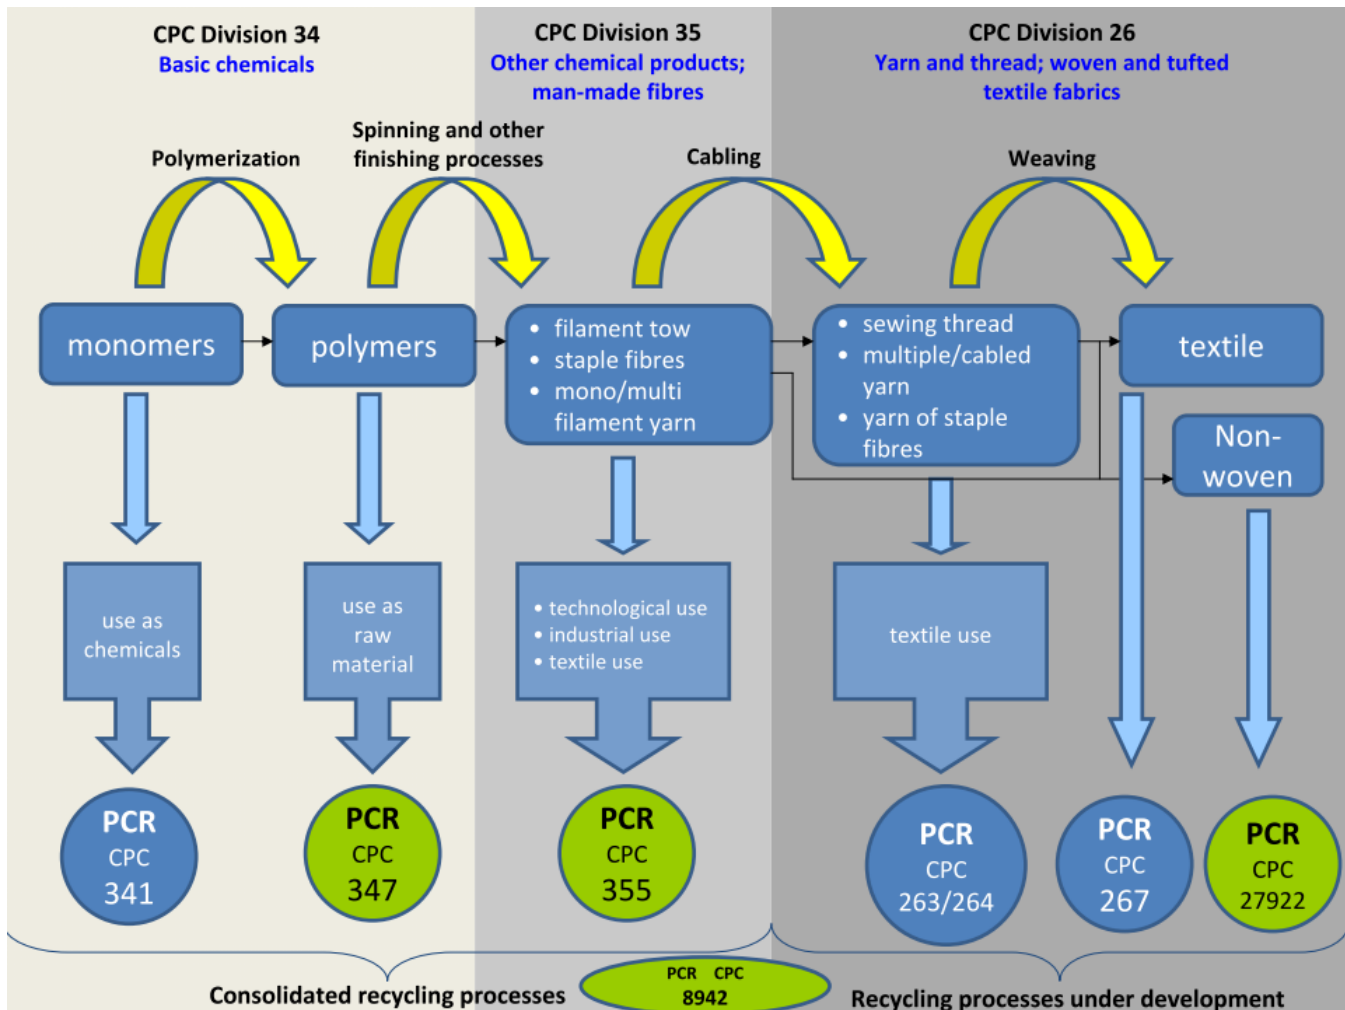 CPC Division 34
Basic chemicals
CPC Division 35
Other chemical products;
man-made fibres
CPC Division 26
Yarn and thread; woven and tufted
textile fabrics
Polymerization
Spinning and other
finishing processes
Cabling
Weaving
monomers
polymers
• filament tow
• staple fibres
• mono/multi
filament yarn
• sewing thread
• multiple/cabled
yarn
• yarn of staple
fibres
textile
Non-
woven
use as
chemicals
use as
raw
material
• technological use
• industrial use
• textile use
textile use
PCR
CPC
341
PCR
CPC
347
PCR
CPC
355
PCR
CPC
263/264
PCR
CPC
267
PCR
CPC
27922
Consolidated recycling processes
PCR CPC
8942
Recycling processes under development